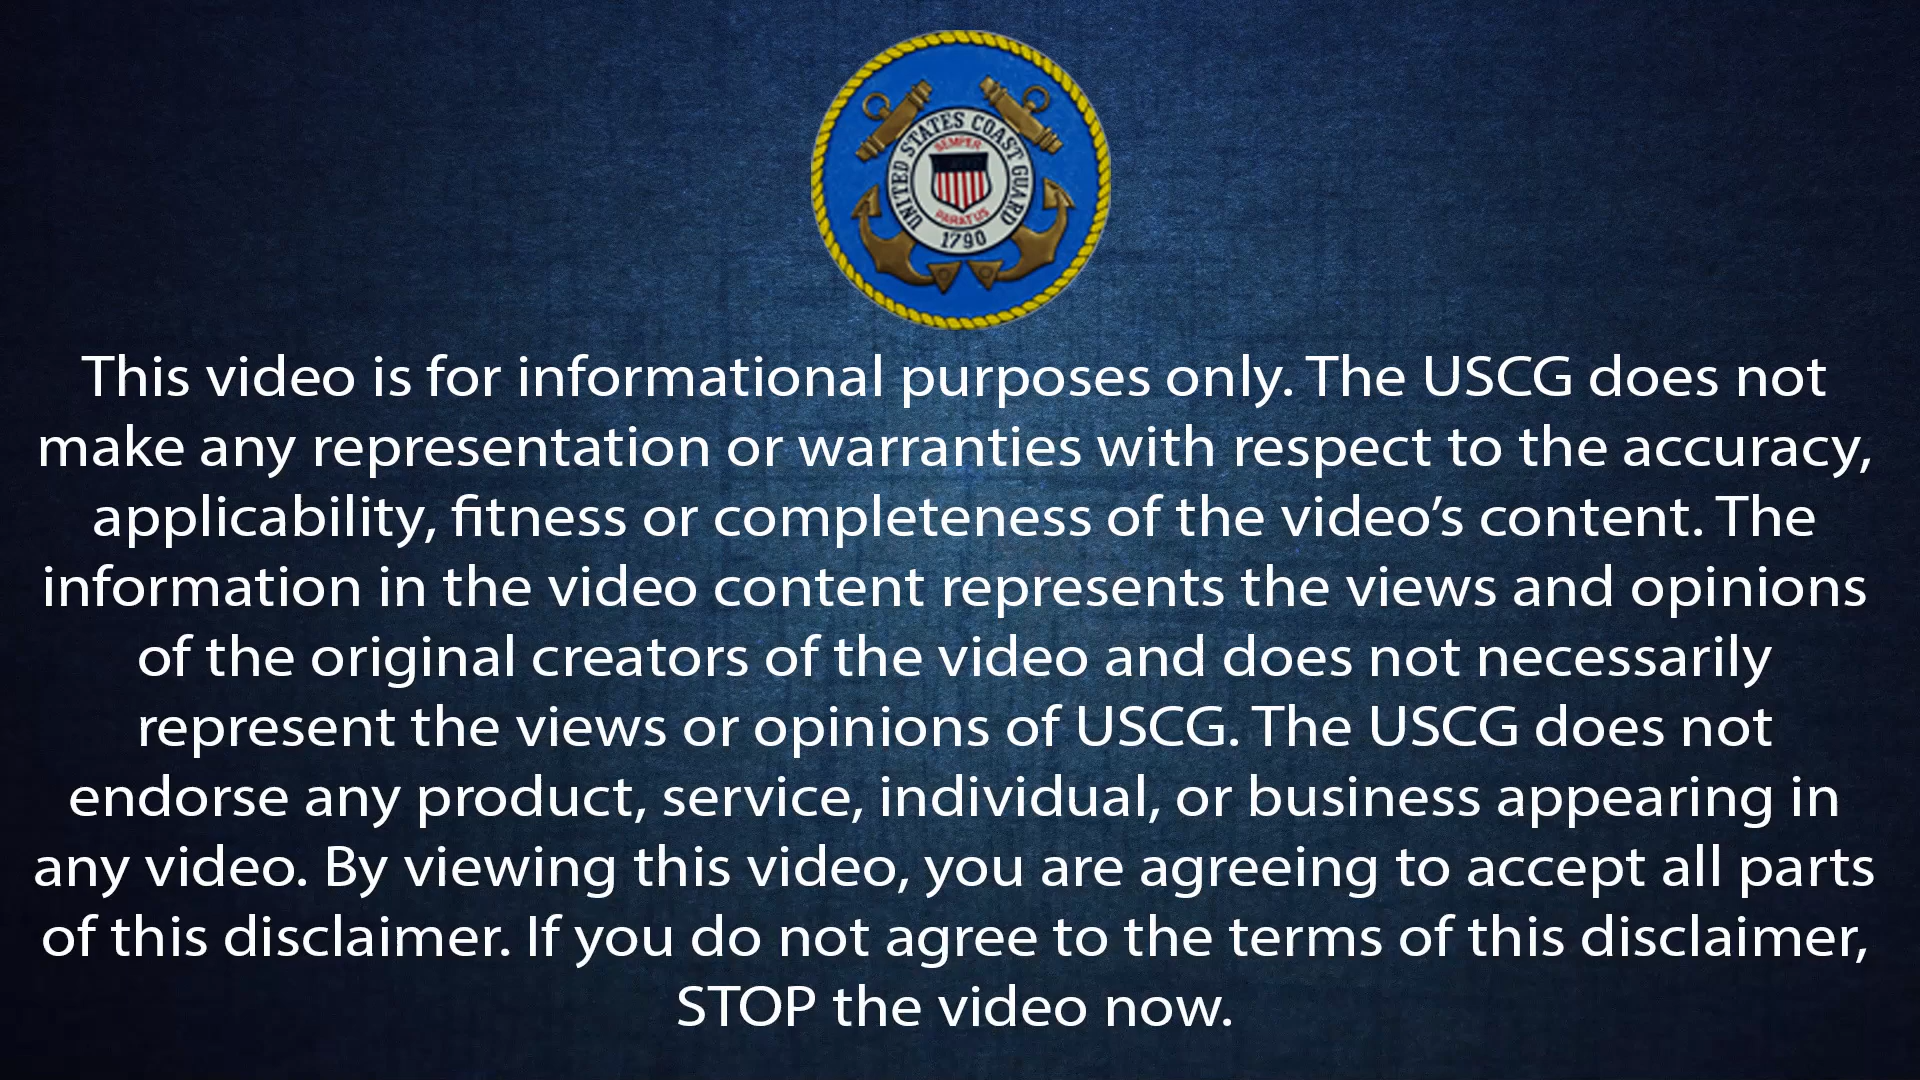 UNITED STATES COAST GUARD
SEMPER
PARATUS
1790
This video is for informational purposes only. The USCG does not
make any representation or warranties with respect to the accuracy,
applicability, fitness or completeness of the video’s content. The
information in the video content represents the views and opinions
of the original creators of the video and does not necessarily
represent the views or opinions of USCG. The USCG does not
endorse any product, service, individual, or business appearing in
any video. By viewing this video, you are agreeing to accept all parts
of this disclaimer. If you do not agree to the terms of this disclaimer,
STOP the video now.